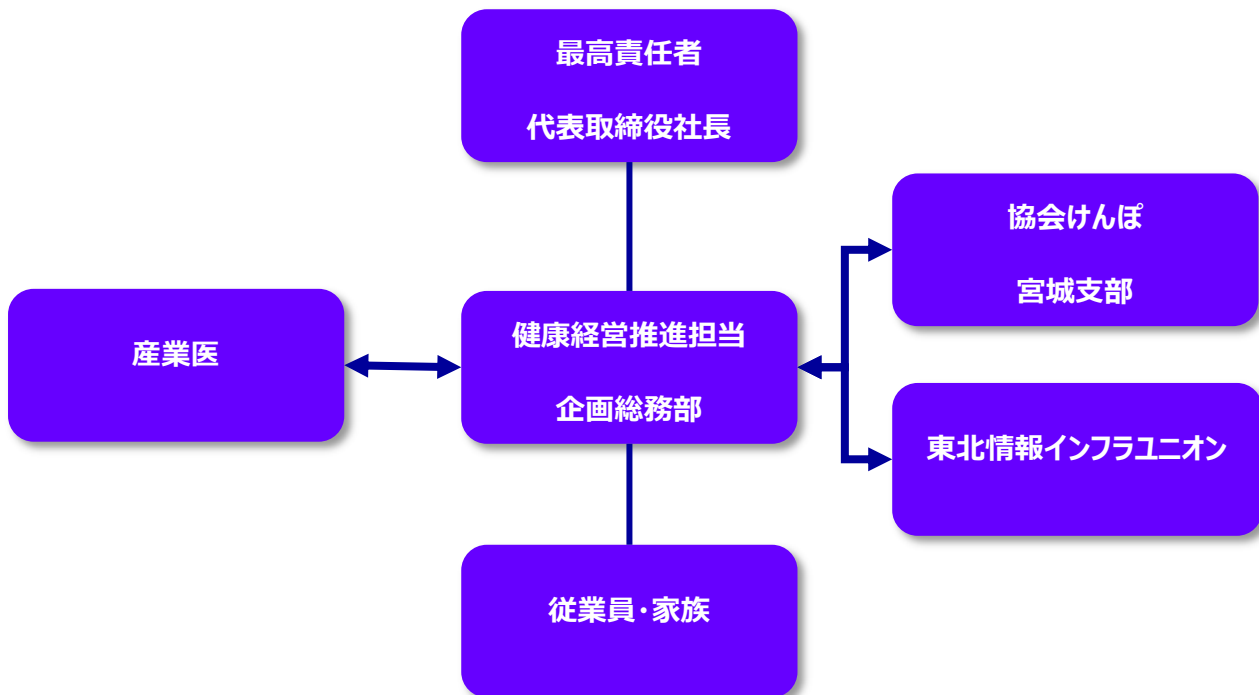 最高責任者
代表取締役社長
協会けんぽ
宮城支部
産業医
健康経営推進担当
企画総務部
東北情報インフラユニオン
従業員・家族